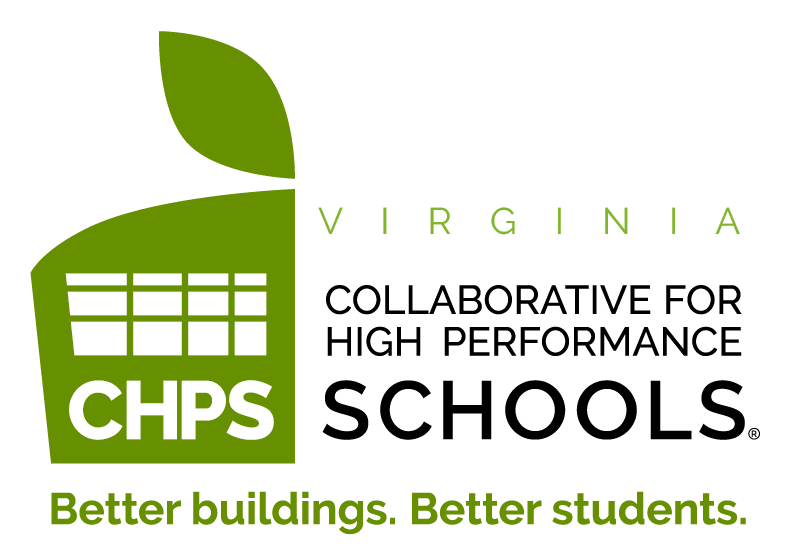 VIRGINIA
COLLABORATIVE FOR
HIGH PERFORMANCE
CHPS
SCHOOLS®
Better buildings. Better students.